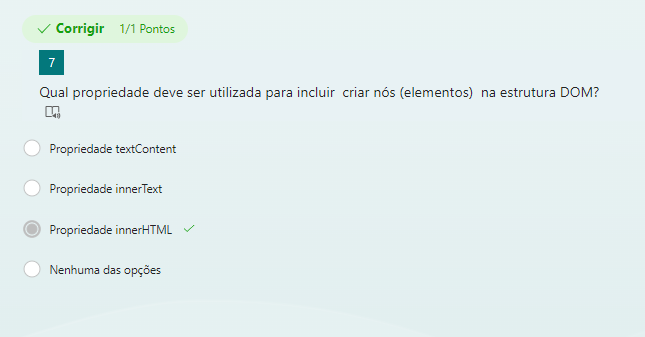 Corrigir 1/1 Pontos
7
Qual propriedade deve ser utilizada para incluir  criar nós (elementos)  na estrutura DOM?
Propriedade textContent
Propriedade innerText
Propriedade innerHTML
Nenhuma das opções